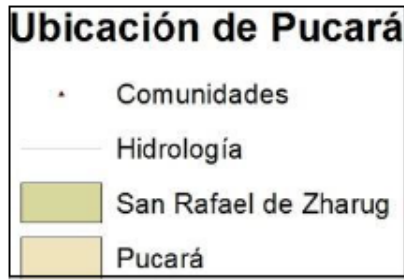 Ubicación de Pucará
Comunidades
Hidrología
San Rafael de Zharug
Pucará